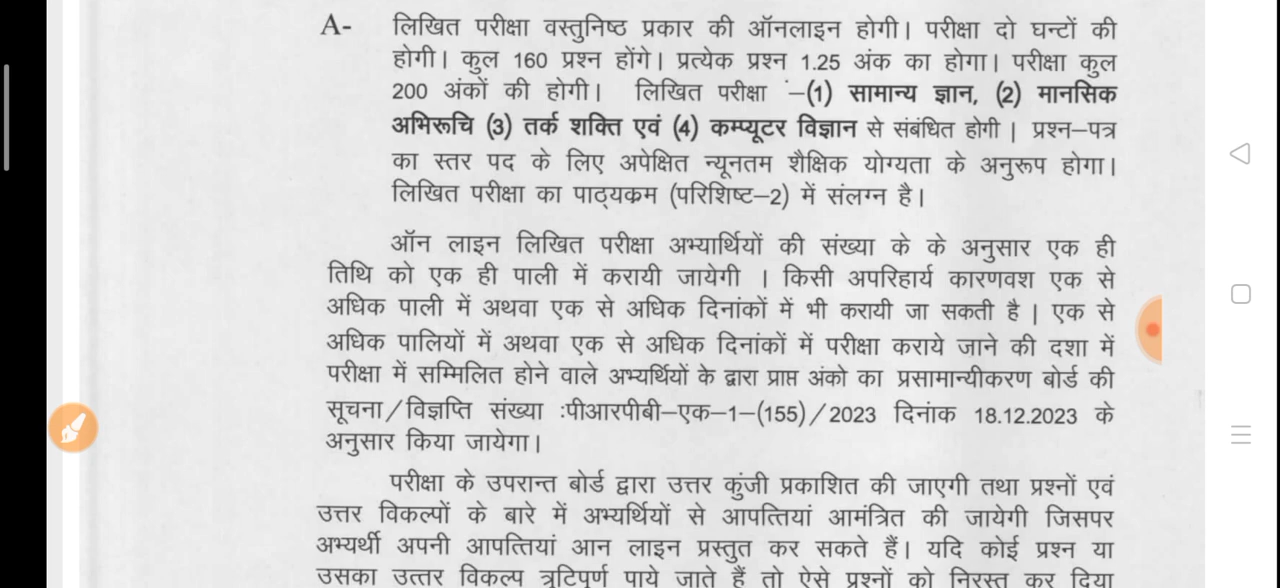 A- लिखित परीक्षा वस्तुनिष्ठ प्रकार की ऑनलाइन होगी। परीक्षा दो घन्टों की
होगी। कुल 160 प्रश्न होंगे। प्रत्येक प्रश्न 1.25 अंक का होगा। परीक्षा कुल
200 अंकों की होगी। लिखित परीक्षा –(1) सामान्य ज्ञान, (2) मानसिक
अभिरूचि (3) तर्क शक्ति एवं (4) कम्प्यूटर विज्ञान से संबंधित होगी। प्रश्न–पत्र
का स्तर पद के लिए अपेक्षित न्यूनतम शैक्षिक योग्यता के अनुरूप होगा।
लिखित परीक्षा का पाठ्यकम (परिशिष्ट–2) में संलग्न है।
ऑन लाइन लिखित परीक्षा अभ्यार्थियों की संख्या के के अनुसार एक ही
तिथि को एक ही पाली में करायी जायेगी । किसी अपरिहार्य कारणवश एक से
अधिक पाली में अथवा एक से अधिक दिनांकों में भी करायी जा सकती है। एक से
अधिक पालियों में अथवा एक से अधिक दिनांकों में परीक्षा कराये जाने की दशा में
परीक्षा में सम्मिलित होने वाले अभ्यर्थियों के द्वारा प्राप्त अंको का प्रसामान्यीकरण बोर्ड की
सूचना/विज्ञप्ति संख्या :पीआरपीबी–एक–1–(155)/2023 दिनांक 18.12.2023 के
अनुसार किया जायेगा।
परीक्षा के उपरान्त बोर्ड द्वारा उत्तर कुंजी प्रकाशित की जाएगी तथा प्रश्नों एवं
उत्तर विकल्पों के बारे में अभ्यर्थियों से आपत्तियां आमंत्रित की जायेगी जिसपर
अभ्यर्थी अपनी आपत्तियां आन लाइन प्रस्तुत कर सकते हैं। यदि कोई प्रश्न या
उसका उत्तर विकल्प त्रुटिपूर्ण पाये जाते हैं तो ऐसे प्रश्नों को निरस्त कर दिया